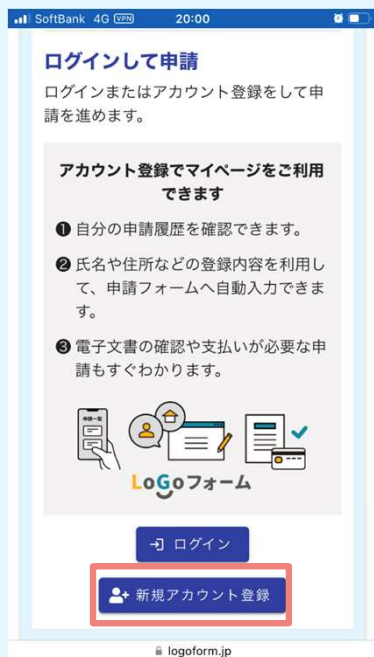 SoftBank 4G VPN 20:00
ログインして申請
ログインまたはアカウント登録をして申
請を進めます。
アカウント登録でマイページをご利用
できます
❶ 自分の申請履歴を確認できます。
❷ 氏名や住所などの登録内容を利用し
て、申請フォームへ自動入力できま
す。
❸ 電子文書の確認や支払いが必要な申
請もすぐわかります。
申請一覧
LoGoフォーム
ログイン
新規アカウント登録
logoform.jp